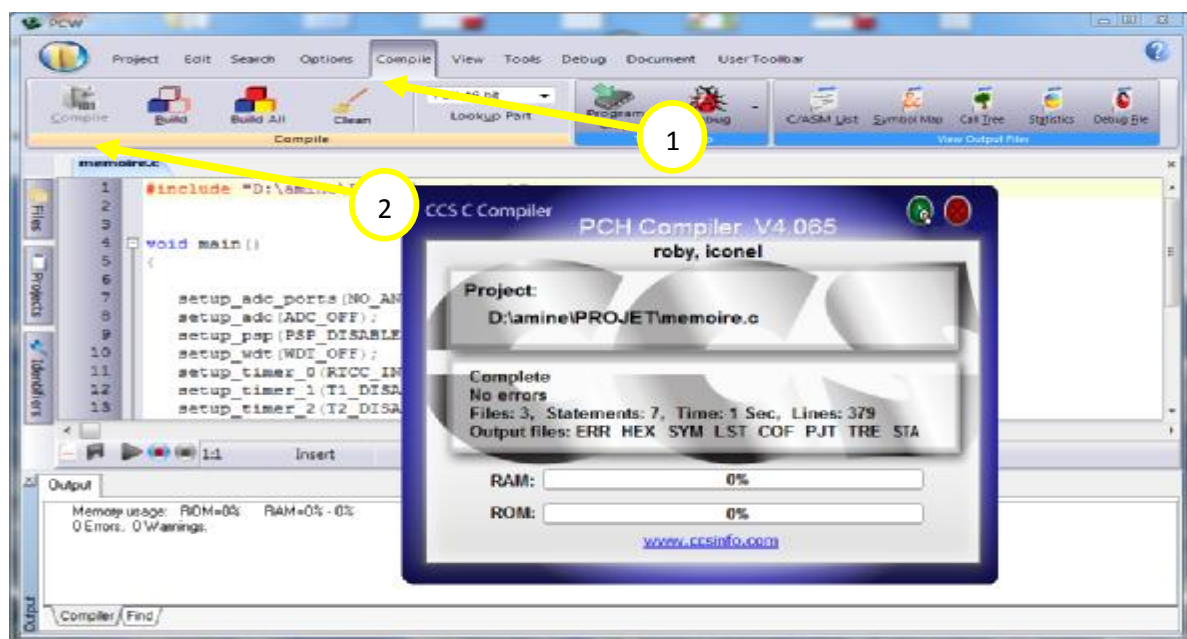 PCW
Project Edit Search Options Compile View Tools Debug Document User Toolbar
Compile Build Build All Clean
Lookup Part
Program
C/ASM List Symbol Map Call Tree Statistics Debug File
Compile
View Output Files
1
2
memoire.c
Files
Projects
Identifiers
1 #include "D:\amine\
2
3
4 void main()
5 {
6
7 setup_adc_ports(NO_AN
8 setup_adc(ADC_OFF);
9 setup_psp(PSP_DISABLE
10 setup_wdt(WDT_OFF);
11 setup_timer_0(RTCC_IN
12 setup_timer_1(T1_DISA
13 setup_timer_2(T2_DISA
1:1 Insert
CCS C Compiler
PCH Compiler V4.065
roby, iconel
Project:
D:\amine\PROJET\memoire.c
Complete
No errors
Files: 3, Statements: 7, Time: 1 Sec, Lines: 379
Output files: ERR HEX SYM LST COF PJT TRE STA
RAM: 0%
ROM: 0%
www.ccsinfo.com
Output
Memory usage: ROM=0% RAM=0% - 0%
0 Errors, 0 Warnings.
Output
Compiler Find